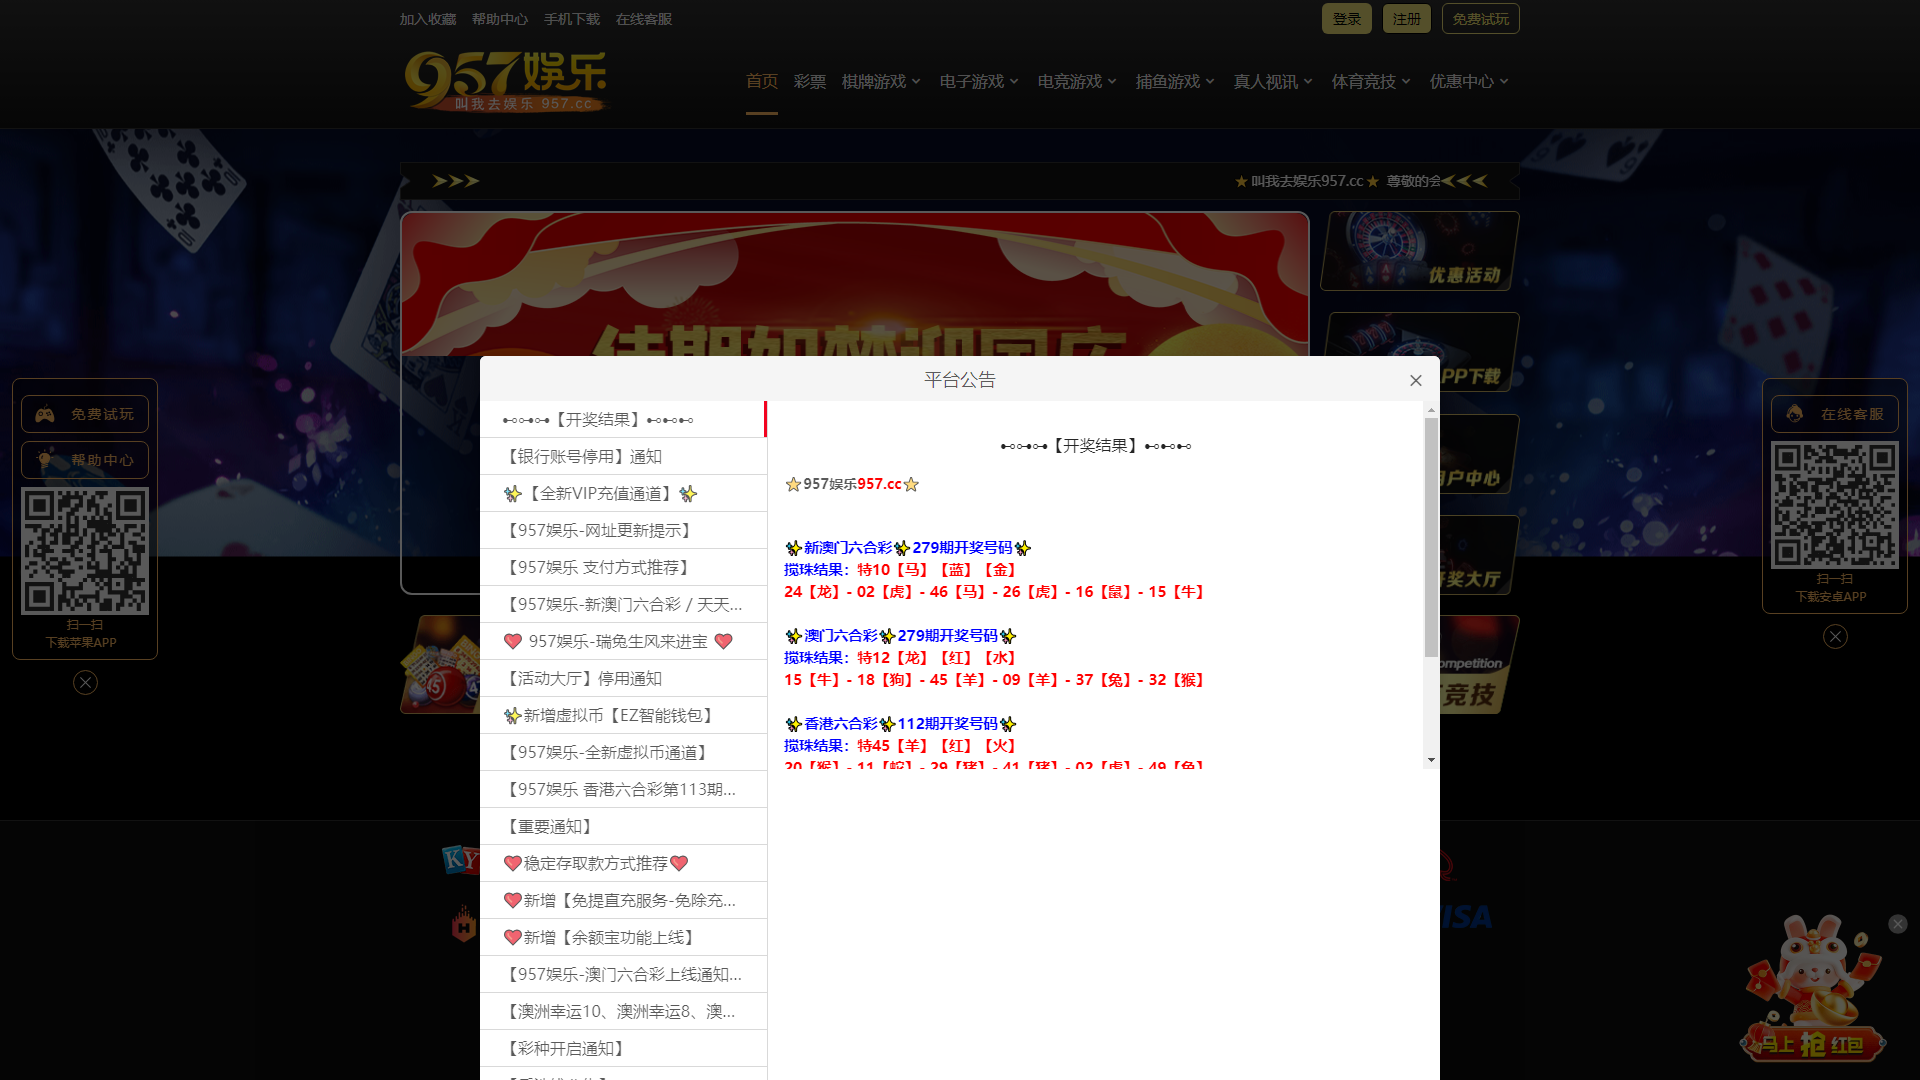 加入收藏 帮助中心 手机下载 在线客服
登录 注册 免费试玩
957娱乐
叫我去娱乐 957.cc
首页 彩票 棋牌游戏 电子游戏 电竞游戏 捕鱼游戏 真人视讯 体育竞技 优惠中心
★叫我去娱乐957.cc★ 尊敬的会
优惠活动
PP下载
户中心
奖大厅
ompetition
竞技
免费试玩
帮助中心
扫一扫
下载苹果APP
在线客服
扫一扫
下载安卓APP
平台公告
⊷⊶⊶【开奖结果】⊷⊷⊷
【银行账号停用】通知
✨【全新VIP充值通道】✨
【957娱乐-网址更新提示】
【957娱乐 支付方式推荐】
【957娱乐-新澳门六合彩 / 天天...
❤ 957娱乐-瑞兔生风来进宝 ❤
【活动大厅】停用通知
✨新增虚拟币【EZ智能钱包】
【957娱乐-全新虚拟币通道】
【957娱乐 香港六合彩第113期...
【重要通知】
❤稳定存取款方式推荐❤
❤新增【免提直充服务-免除充...
❤新增【余额宝功能上线】
【957娱乐-澳门六合彩上线通知...
【澳洲幸运10、澳洲幸运8、澳...
【彩种开启通知】
⊷⊶⊶【开奖结果】⊷⊷⊷
⭐957娱乐957.cc⭐
✨新澳门六合彩✨279期开奖号码✨
搅珠结果：特10【马】【蓝】【金】
24【龙】- 02【虎】- 46【马】- 26【虎】- 16【鼠】- 15【牛】
✨澳门六合彩✨279期开奖号码✨
搅珠结果：特12【龙】【红】【水】
15【牛】- 18【狗】- 45【羊】- 09【羊】- 37【兔】- 32【猴】
✨香港六合彩✨112期开奖号码✨
搅珠结果：特45【羊】【红】【火】
20【猴】- 11【蛇】- 29【猪】- 41【猪】- 02【虎】- 49【兔】
KY
VISA
马上抢红包